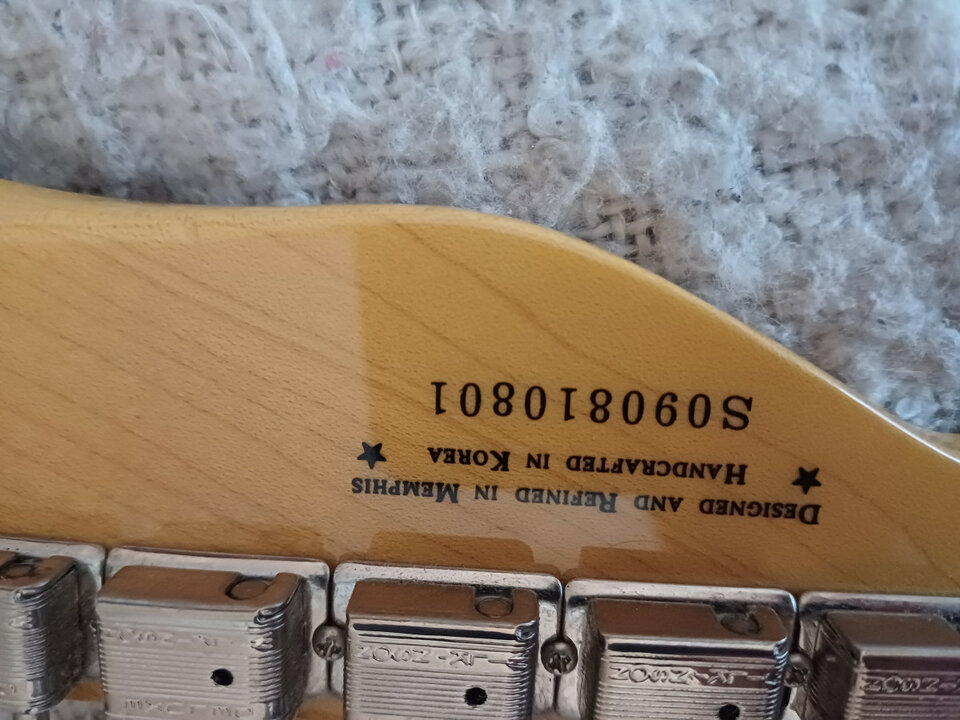 Designed and Refined in Memphis
Handcrafted in Korea
S090810801